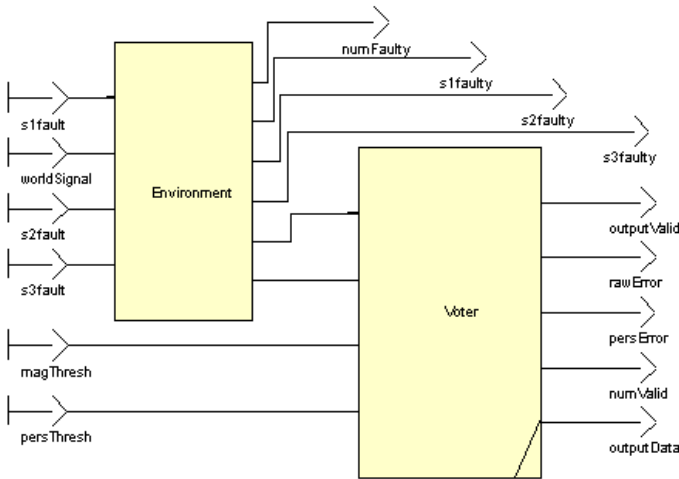 numFaulty
s1faulty
s1fault
s2faulty
s3faulty
worldSignal
Environment
s2fault
outputValid
s3fault
rawError
Voter
persError
magThresh
numValid
persThresh
outputData